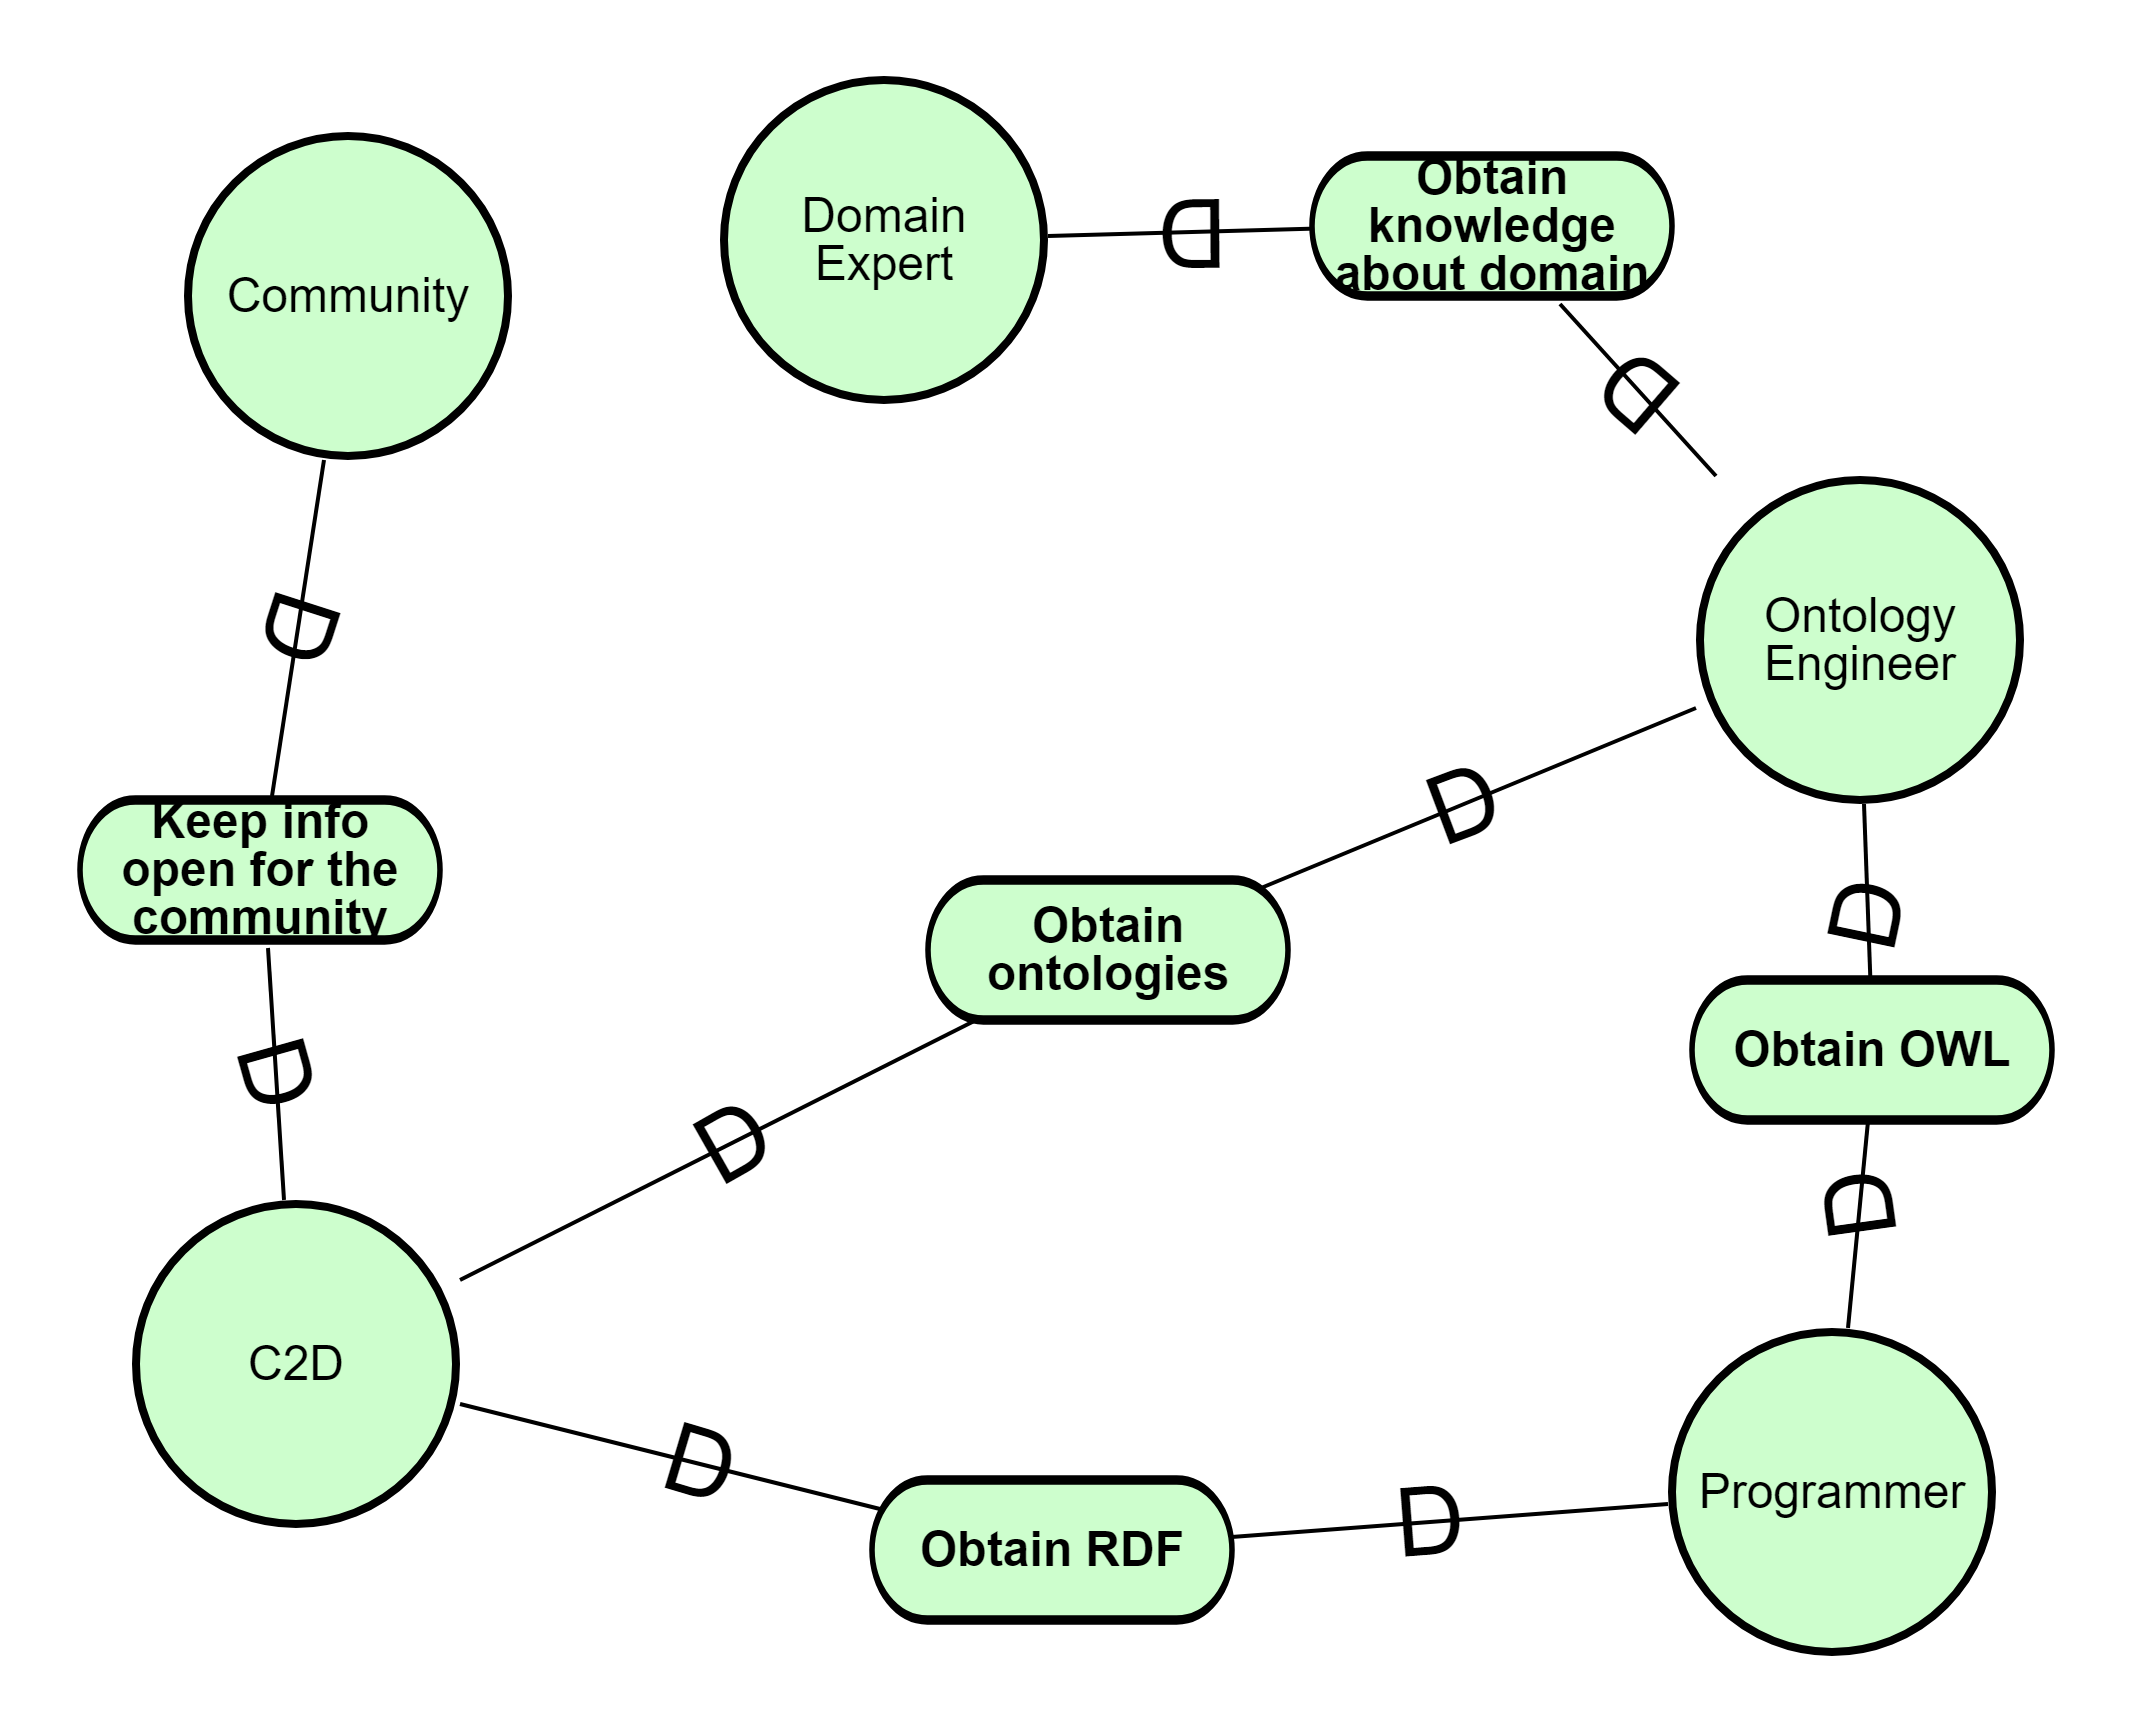 Domain
Expert
Obtain
knowledge
about domain
Community
Ontology
Engineer
Keep info
open for the
community
Obtain
ontologies
Obtain OWL
C2D
Programmer
Obtain RDF
D
D
D
D
D
D
D
D
D
D